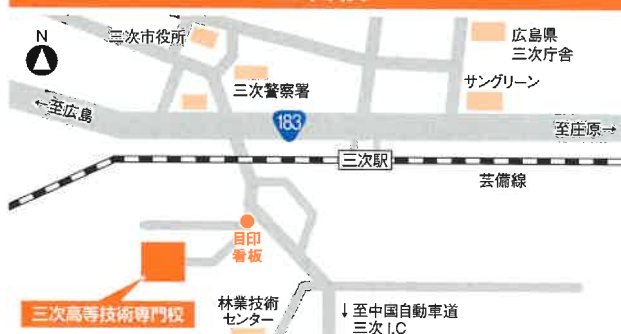 N
三次市役所
広島県
三次庁舎
三次警察署
サングリーン
←至広島
183
至庄原→
三次駅
芸備線
目印
看板
三次高等技術専門校
林業技術
センター
↓至中国自動車道
三次I.C